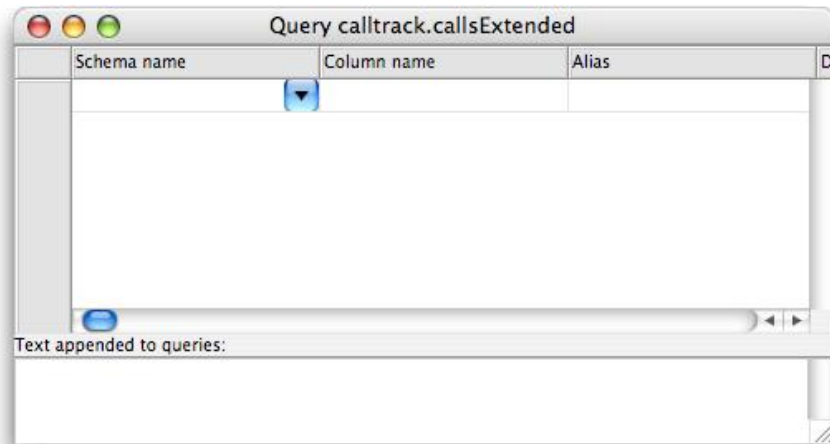 Query calltrack.callsExtended
Schema name Column name Alias D
Text appended to queries: